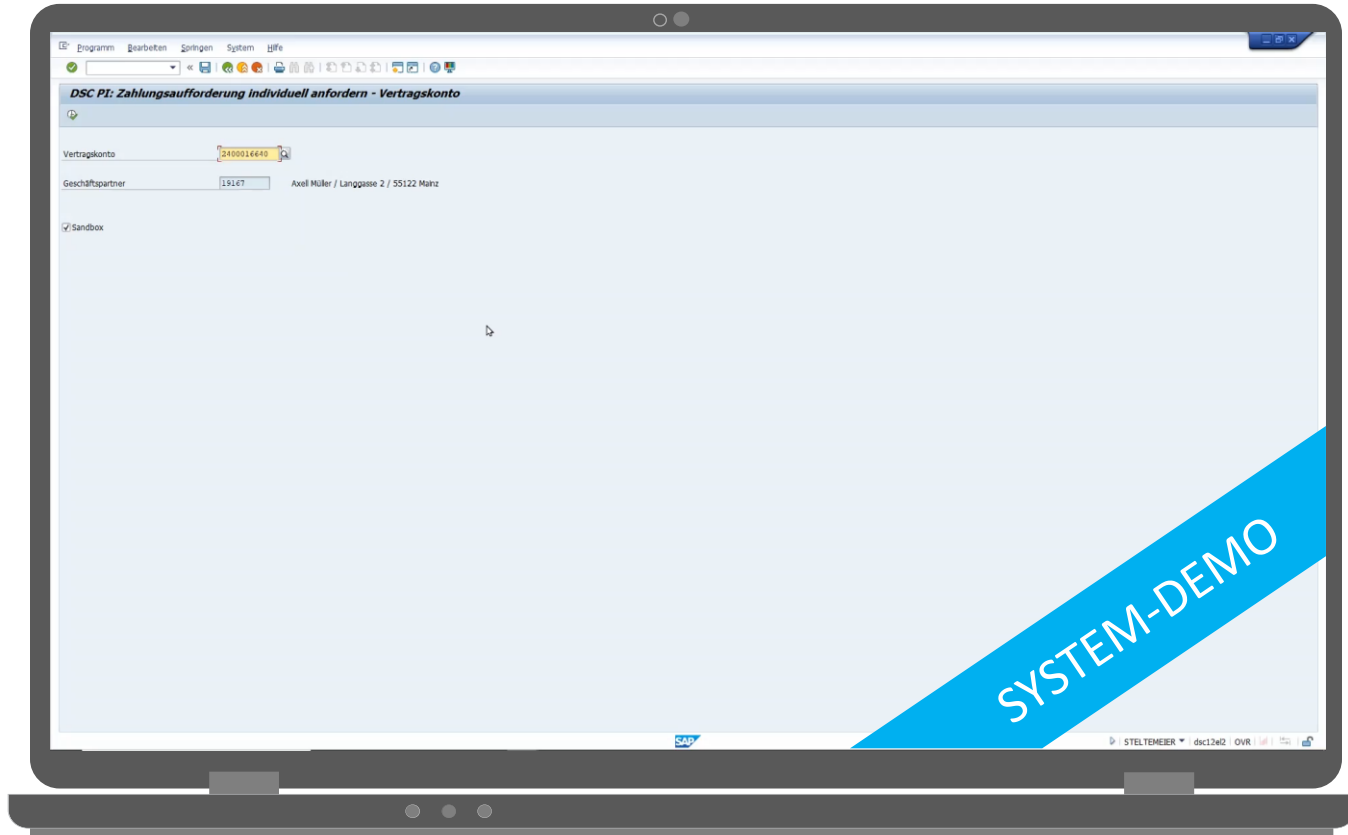 Programm Bearbeiten Springen System Hilfe
DSC PI: Zahlungsaufforderung individuell anfordern - Vertragskonto
Vertragskonto 2400016640
Geschäftspartner 19167 Axell Müller / Langgasse 2 / 55122 Mainz
Sandbox
SYSTEM-DEMO
SAP
STELTEMEIER dsc12el2 OVR